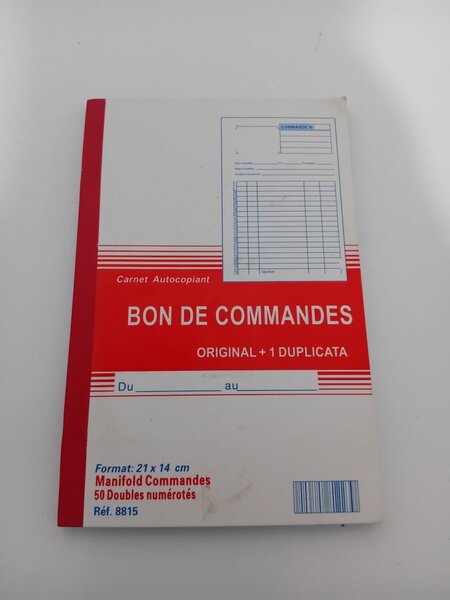 COMMANDE N°
Carnet Autocopiant
BON DE COMMANDES
ORIGINAL + 1 DUPLICATA
Du au
Format: 21 x 14 cm
Manifold Commandes
50 Doubles numérotés
Réf. 8815